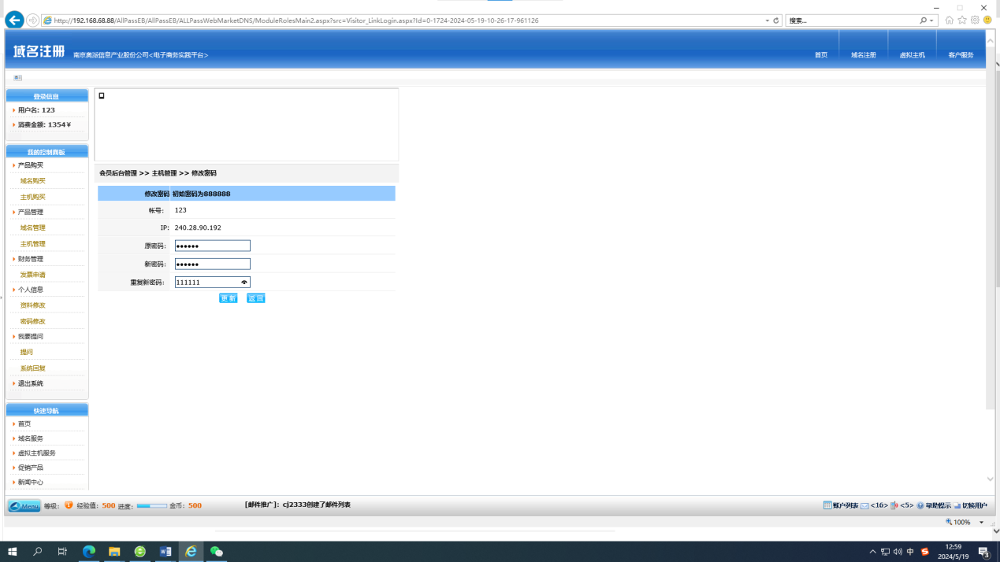 http://192.168.68.88/AllPassEB/AllPassEB/ALLPassWebMarketDNS/ModuleRolesMain2.aspx?src=Visitor_LinkLogin.aspx?Id=0-1724-2024-05-19-10-26-17-961126
搜索...
域名注册 南京奥派信息产业股份公司<电子商务实践平台>
首页 域名注册 虚拟主机 客户服务
登录信息
用户名: 123
消费金额: 1354¥
我的控制面板
产品购买
域名购买
主机购买
产品管理
域名管理
主机管理
财务管理
发票申请
个人信息
资料修改
密码修改
我要提问
提问
系统回复
退出系统
快速导航
首页
域名服务
虚拟主机服务
促销产品
新闻中心
会员后台管理 >> 主机管理 >> 修改密码
修改密码 初始密码为888888
帐号: 123
IP: 240.28.90.192
原密码: ●●●●●●
新密码: ●●●●●●
重复新密码: 111111
更新 返回
Menu 等级: 经验值: 500 进度: 金币: 500
[邮件推广]: cj2333创建了邮件列表
账户列表 <16> <5> 帮助提示 切换用户
100%
中
12:59
2024/5/19
3